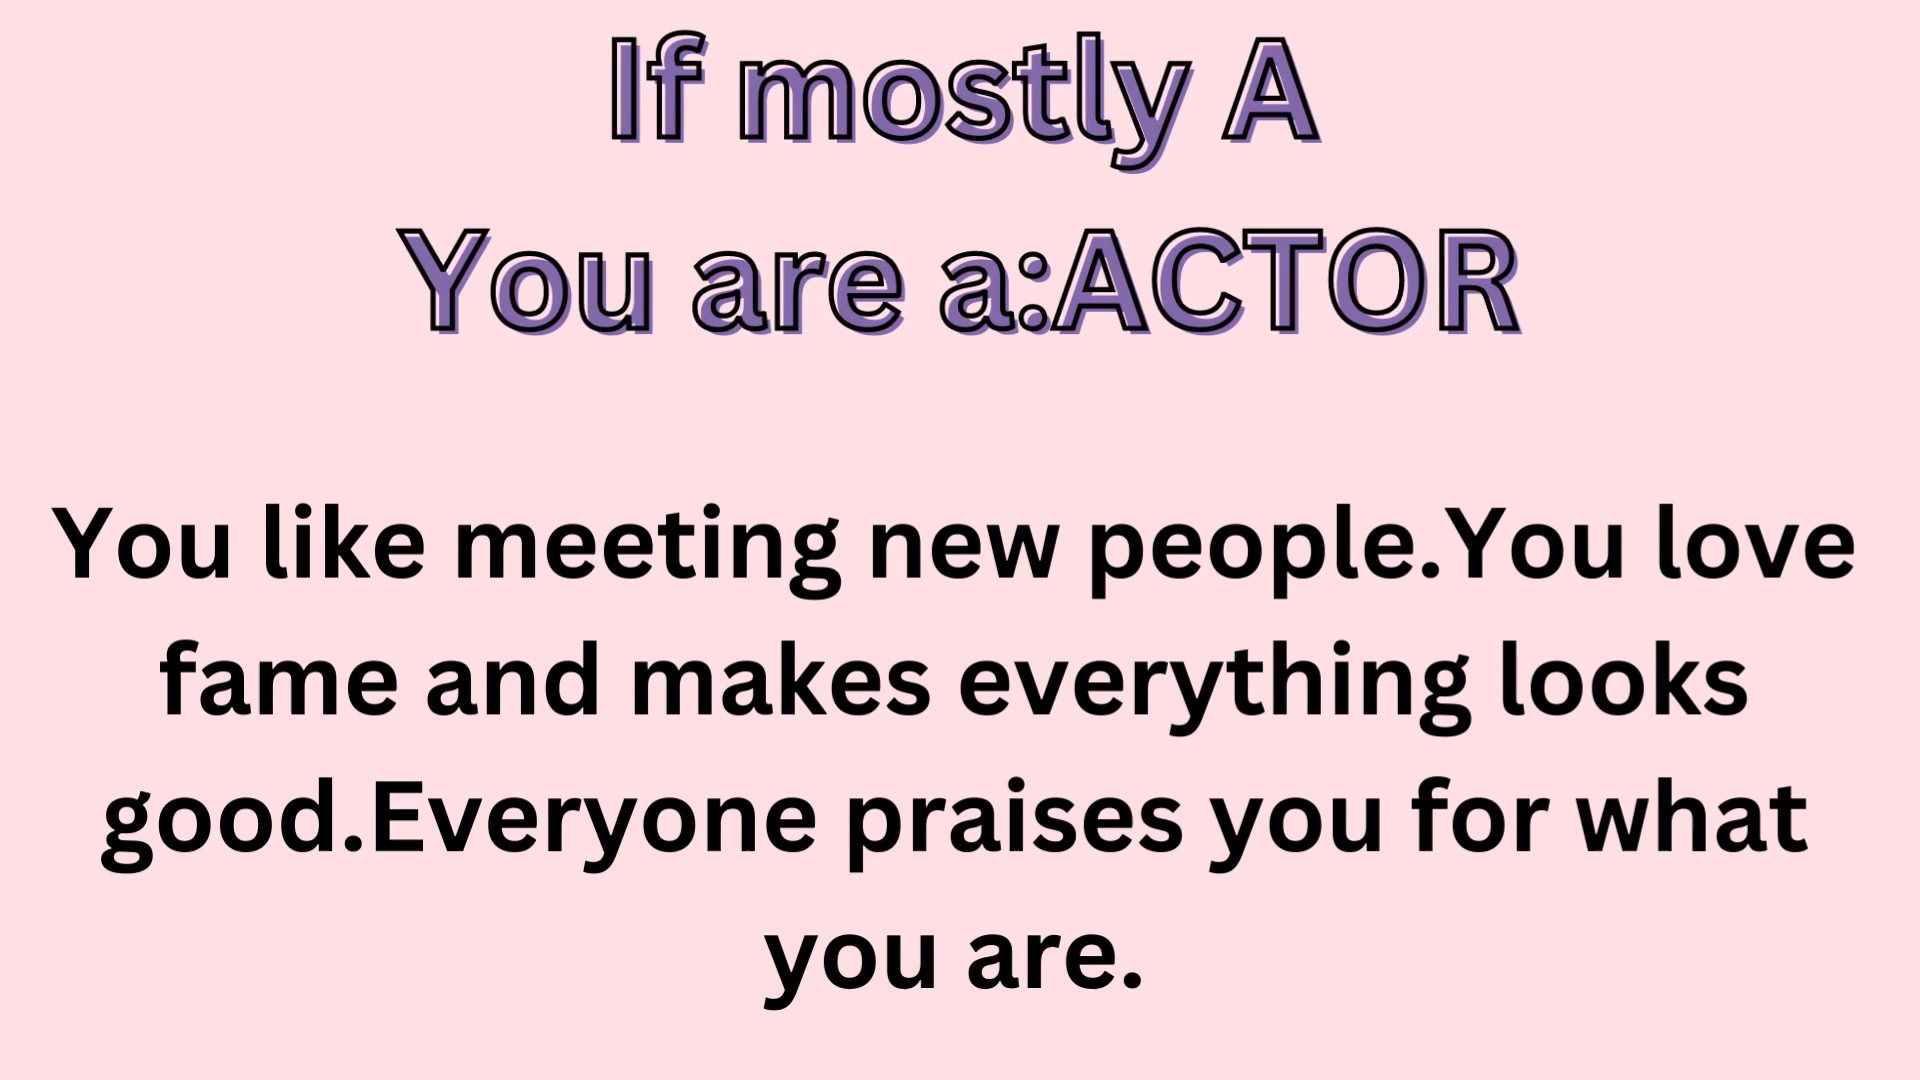 If mostly A
You are a:ACTOR
You like meeting new people.You love
fame and makes everything looks
good.Everyone praises you for what
you are.